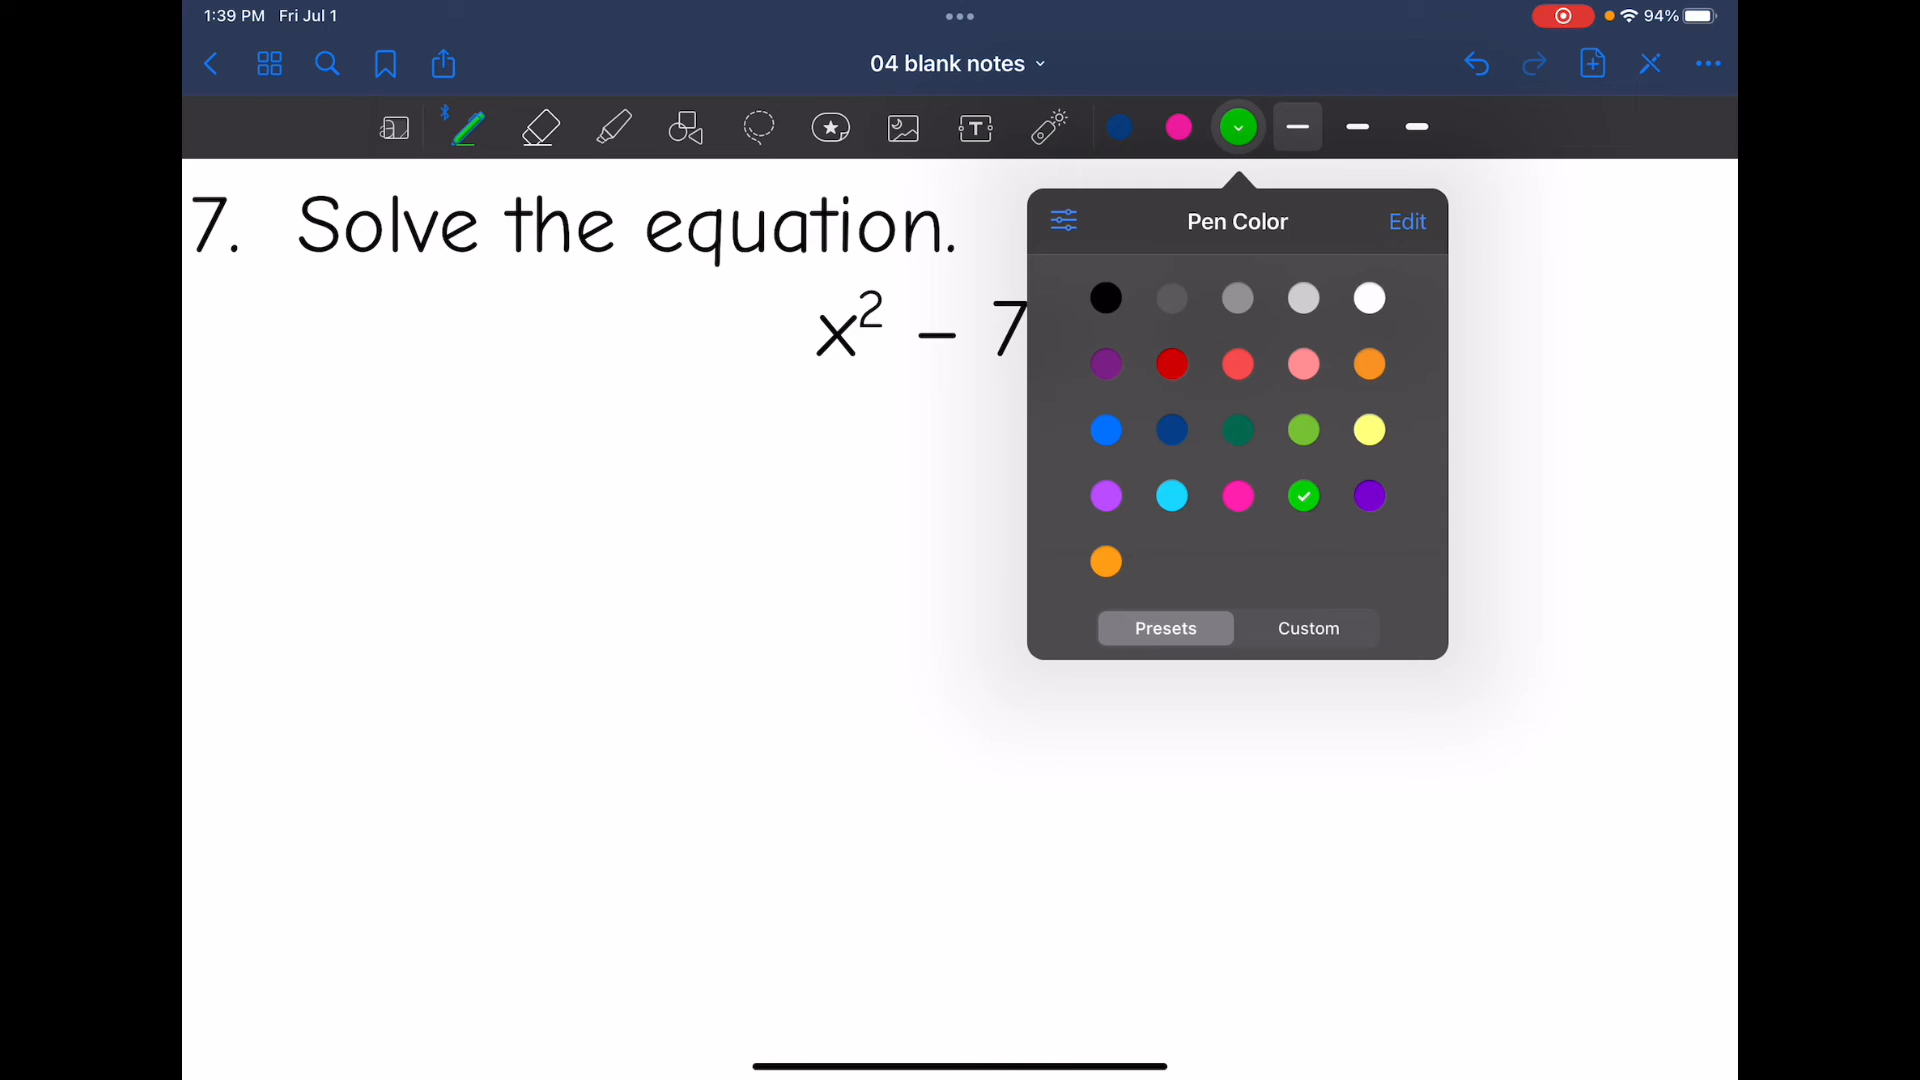 1:39 PM Fri Jul 1
94%
04 blank notes
T
7. Solve the equation.
x² – 7
Pen Color
Edit
Presets
Custom